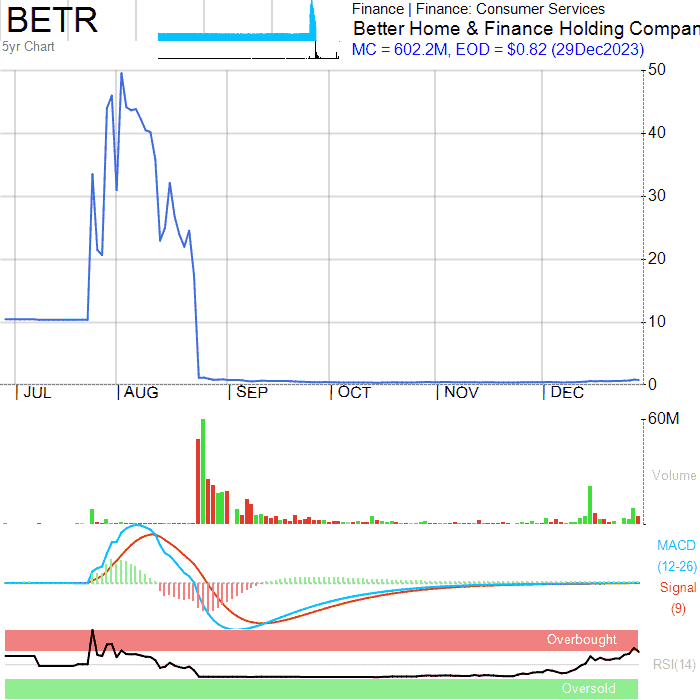 BETR
5yr Chart
Finance | Finance: Consumer Services
Better Home & Finance Holding Compan
MC = 602.2M, EOD = $0.82 (29Dec2023)
50
40
30
20
10
0
JUL AUG SEP OCT NOV DEC
60M
Volume
MACD
(12-26)
Signal
(9)
Overbought
RSI(14)
Oversold